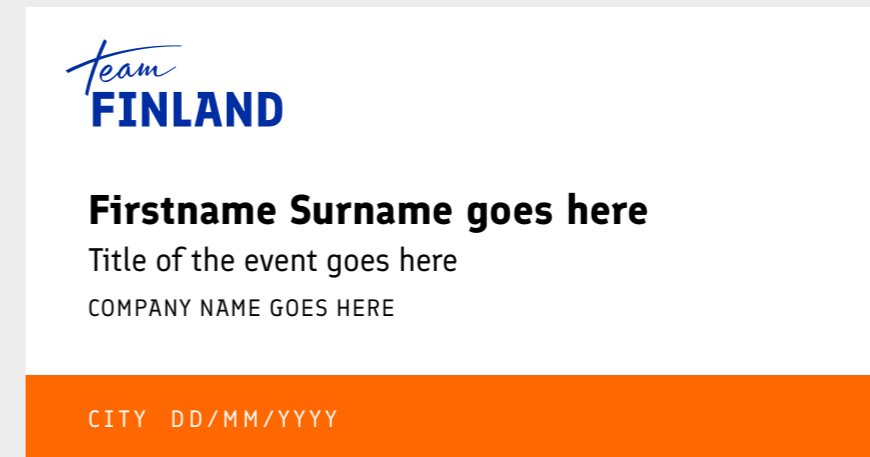 team
FINLAND
Firstname Surname goes here
Title of the event goes here
COMPANY NAME GOES HERE
CITY DD/MM/YYYY